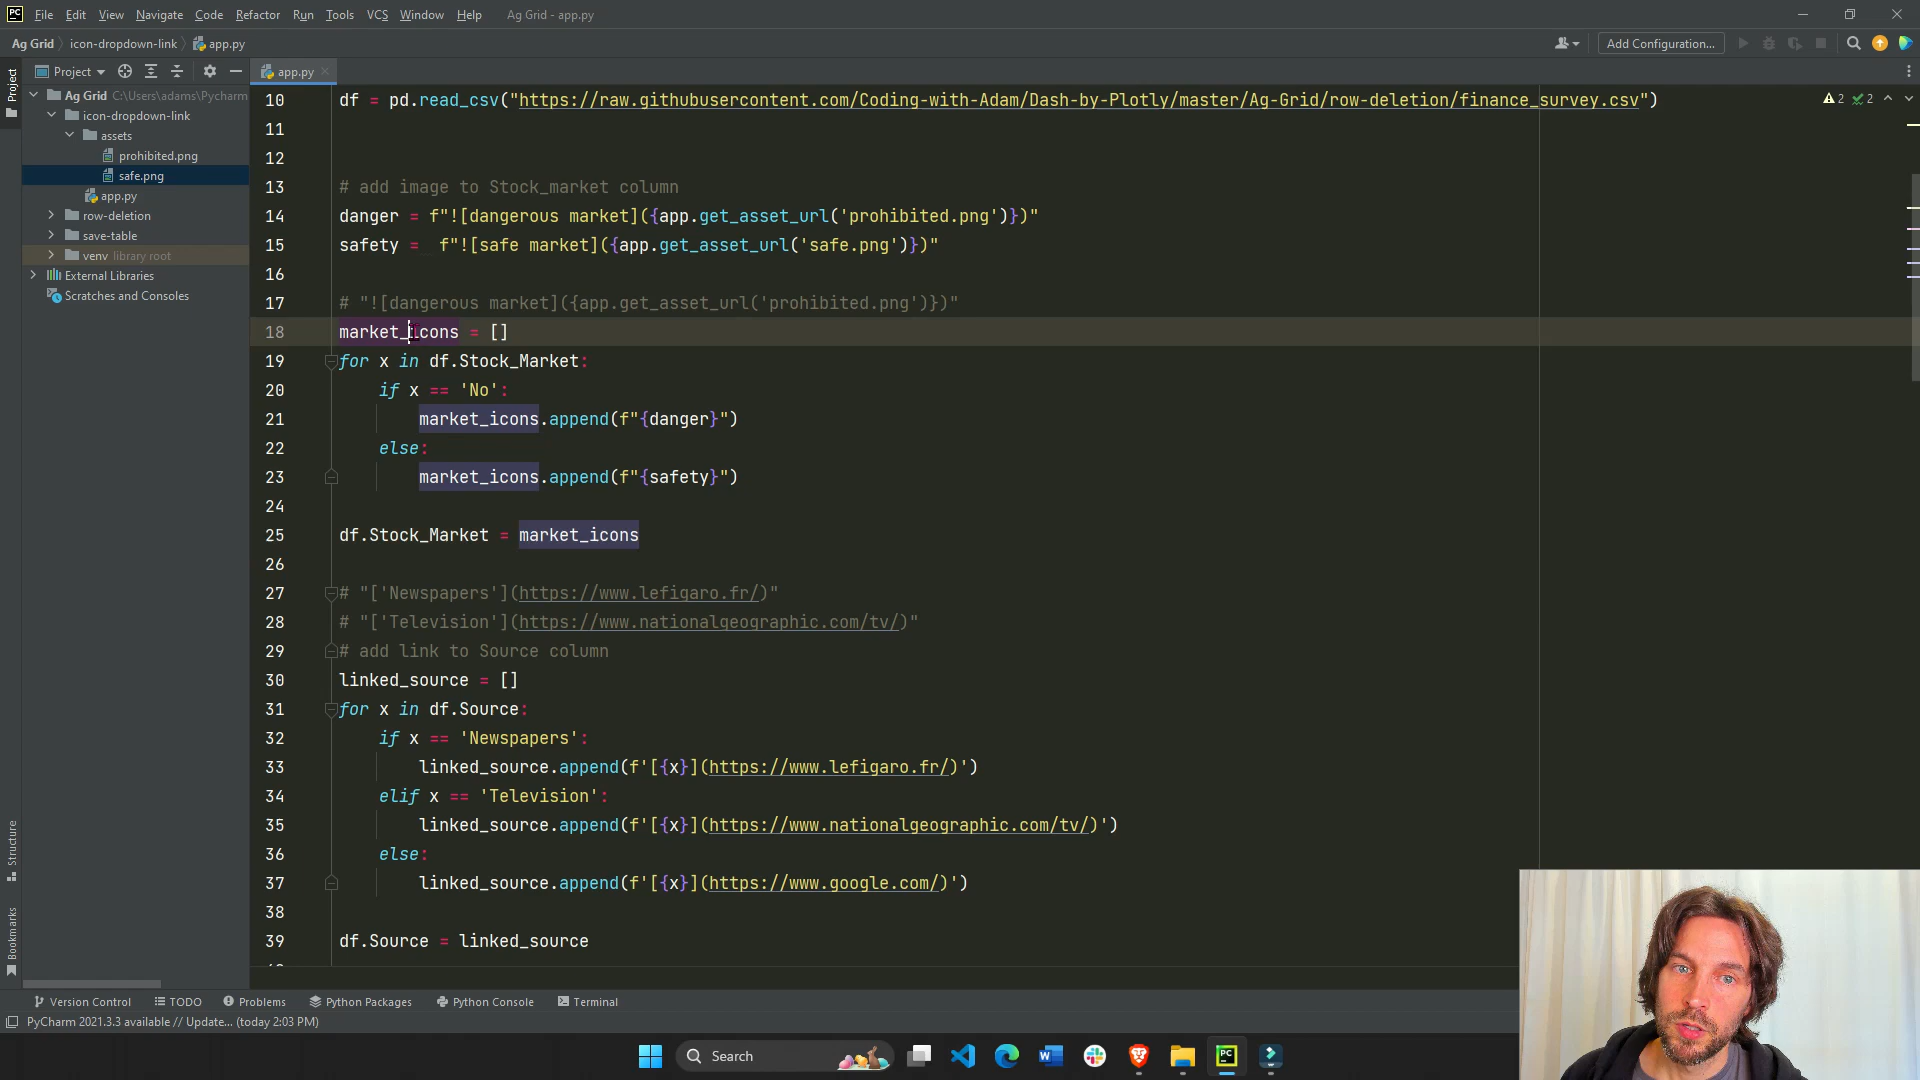 PC File Edit View Navigate Code Refactor Run Tools VCS Window Help Ag Grid - app.py
Ag Grid icon-dropdown-link app.py Add Configuration...
Project app.py
Project
Ag Grid C:\Users\adams\Pycharm
icon-dropdown-link
assets
prohibited.png
safe.png
app.py
row-deletion
save-table
venv library root
External Libraries
Scratches and Consoles
10 df = pd.read_csv("https://raw.githubusercontent.com/Coding-with-Adam/Dash-by-Plotly/master/Ag-Grid/row-deletion/finance_survey.csv") 2 2
11
12
13 # add image to Stock_market column
14 danger = f"![dangerous market]({app.get_asset_url('prohibited.png')})"
15 safety =  f"![safe market]({app.get_asset_url('safe.png')})"
16
17 # "![dangerous market]({app.get_asset_url('prohibited.png')})"
18 market_icons = []
19 for x in df.Stock_Market:
20 if x == 'No':
21 market_icons.append(f"{danger}")
22 else:
23 market_icons.append(f"{safety}")
24
25 df.Stock_Market = market_icons
26
27 # "['Newspapers'](https://www.lefigaro.fr/)"
28 # "['Television'](https://www.nationalgeographic.com/tv/)"
29 # add link to Source column
30 linked_source = []
31 for x in df.Source:
32 if x == 'Newspapers':
33 linked_source.append(f'[{x}](https://www.lefigaro.fr/)')
34 elif x == 'Television':
35 linked_source.append(f'[{x}](https://www.nationalgeographic.com/tv/)')
36 else:
37 linked_source.append(f'[{x}](https://www.google.com/)')
38
39 df.Source = linked_source
Structure
Bookmarks
Version Control TODO Problems Python Packages Python Console Terminal
PyCharm 2021.3.3 available // Update... (today 2:03 PM)
Search